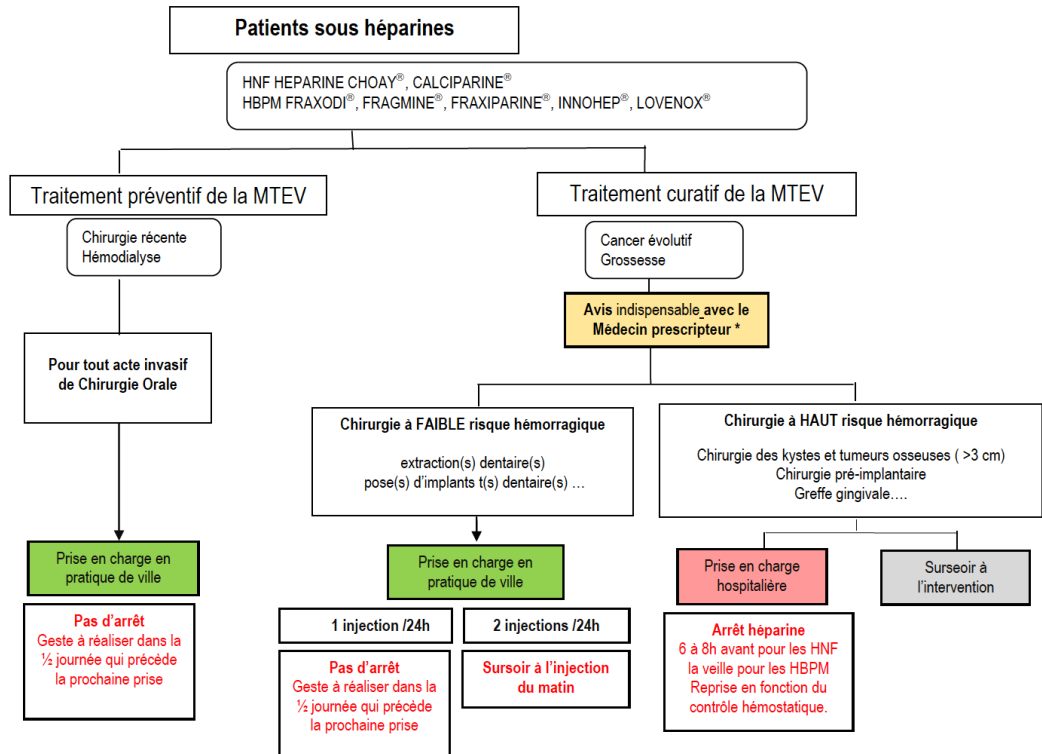 Patients sous héparines
HNF HEPARINE CHOAY®, CALCIPARINE®
HBPM FRAXODI®, FRAGMINE®, FRAXIPARINE®, INNOHEP®, LOVENOX®
Traitement préventif de la MTEV
Chirurgie récente
Hémodialyse
Pour tout acte invasif
de Chirurgie Orale
Prise en charge en
pratique de ville
Pas d’arrêt
Geste à réaliser dans la
½ journée qui précède
la prochaine prise
Traitement curatif de la MTEV
Cancer évolutif
Grossesse
Avis indispensable avec le
Médecin prescripteur *
Chirurgie à FAIBLE risque hémorragique
extraction(s) dentaire(s)
pose(s) d’implants t(s) dentaire(s) …
Prise en charge en
pratique de ville
1 injection /24h
Pas d’arrêt
Geste à réaliser dans la
½ journée qui précède
la prochaine prise
2 injections /24h
Sursoir à l’injection
du matin
Chirurgie à HAUT risque hémorragique
Chirurgie des kystes et tumeurs osseuses ( >3 cm)
Chirurgie pré-implantaire
Greffe gingivale….
Prise en charge
hospitalière
Arrêt héparine
6 à 8h avant pour les HNF
la veille pour les HBPM
Reprise en fonction du
contrôle hémostatique.
Surseoir à
l’intervention